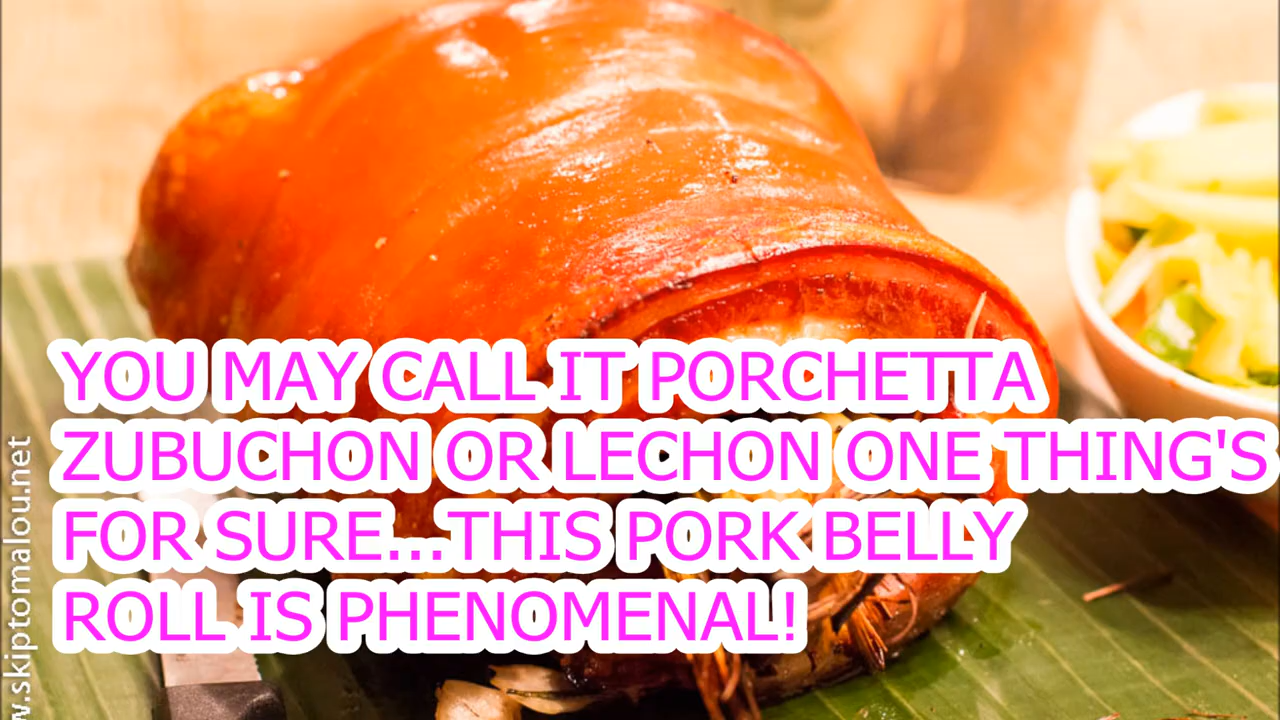 YOU MAY CALL IT PORCHETTA
ZUBUCHON OR LECHON ONE THING'S
FOR SURE...THIS PORK BELLY
ROLL IS PHENOMENAL!
w.skiptomalou.net